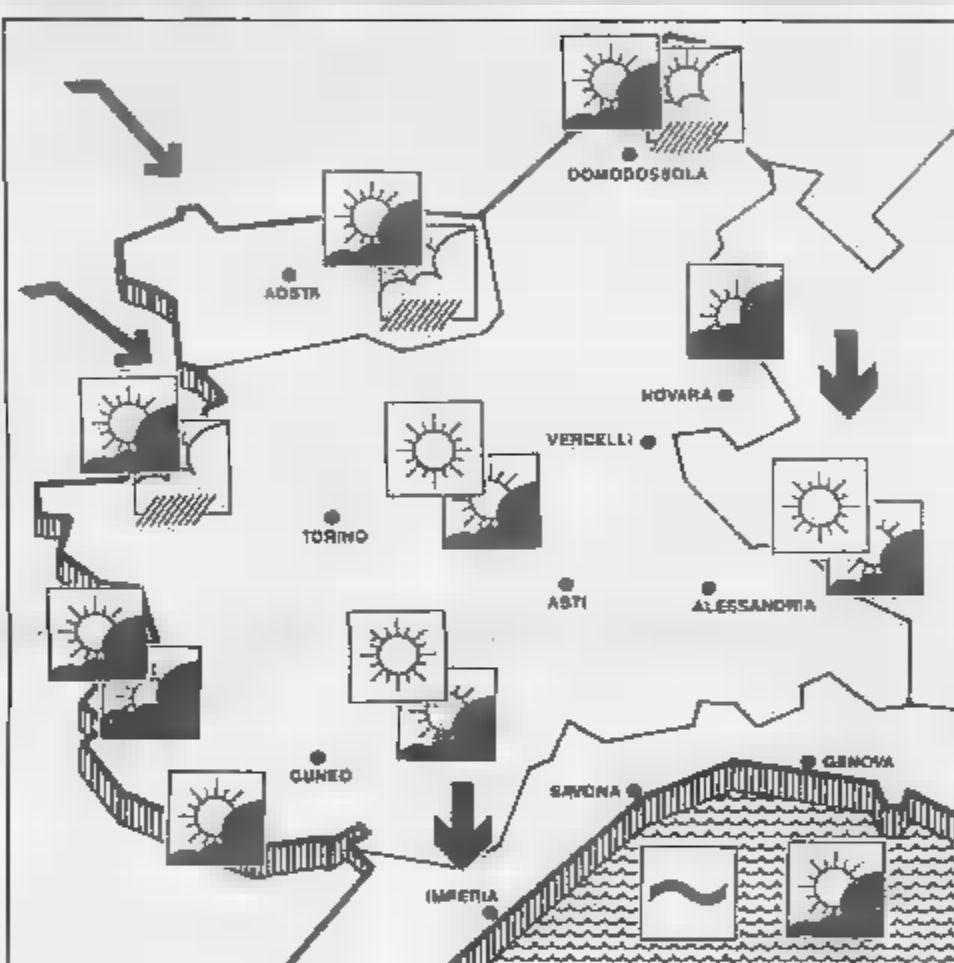 DOMODOSSOLA
AOSTA
NOVARA
VERCELLI
TORINO
ASTI
ALESSANDRIA
CUNEO
GENOVA
SAVONA
IMPERIA